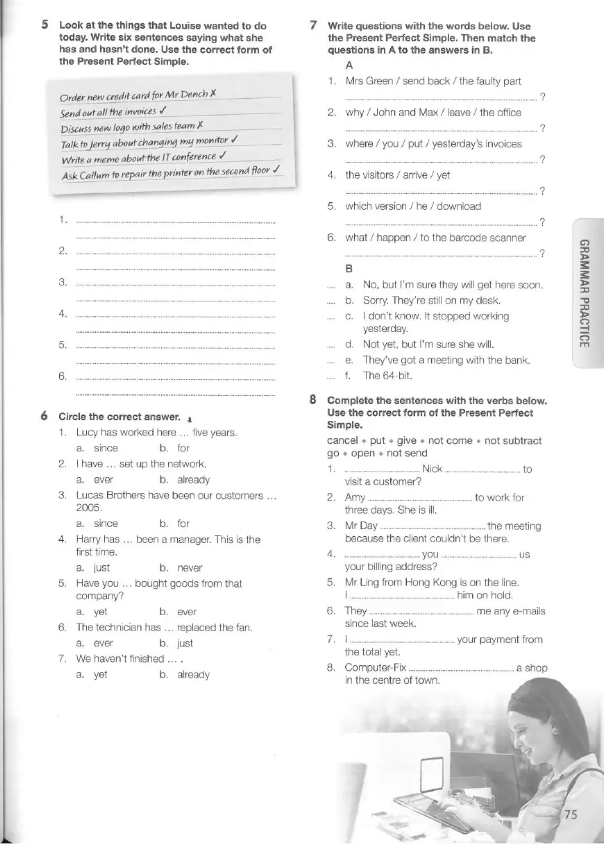 5 Look at the things that Louise wanted to do
today. Write six sentences saying what she
has and hasn't done. Use the correct form of
the Present Perfect Simple.
Order new credit card for Mr Dench ✗
Send out all the invoices ✓
Discuss new logo with sales team ✗
Talk to Jerry about changing my monitor ✓
Write a memo about the IT conference ✓
Ask Callum to repair the printer on the second floor ✓
1.
2.
3.
4.
5.
6.
6 Circle the correct answer.
1. Lucy has worked here ... five years.
a. since b. for
2. I have ... set up the network.
a. ever b. already
3. Lucas Brothers have been our customers ...
2005.
a. since b. for
4. Harry has ... been a manager. This is the
first time.
a. just b. never
5. Have you ... bought goods from that
company?
a. yet b. ever
6. The technician has ... replaced the fan.
a. ever b. just
7. We haven't finished ... .
a. yet b. already
7 Write questions with the words below. Use
the Present Perfect Simple. Then match the
questions in A to the answers in B.
A
1. Mrs Green / send back / the faulty part
?
2. why / John and Max / leave / the office
?
3. where / you / put / yesterday's invoices
?
4. the visitors / arrive / yet
?
5. which version / he / download
?
6. what / happen / to the barcode scanner
?
B
.... a. No, but I'm sure they will get here soon.
.... b. Sorry. They're still on my desk.
.... c. I don't know. It stopped working
yesterday.
.... d. Not yet, but I'm sure she will.
.... e. They've got a meeting with the bank.
.... f. The 64-bit.
8 Complete the sentences with the verbs below.
Use the correct form of the Present Perfect
Simple.
cancel • put • give • not come • not subtract
go • open • not send
1. .................... Nick .................... to
visit a customer?
2. Amy .................... to work for
three days. She is ill.
3. Mr Day .................... the meeting
because the client couldn't be there.
4. .................... you .................... us
your billing address?
5. Mr Ling from Hong Kong is on the line.
I .................... him on hold.
6. They .................... me any e-mails
since last week.
7. I .................... your payment from
the total yet.
8. Computer-Fix .................... a shop
in the centre of town.
GRAMMAR PRACTICE
75